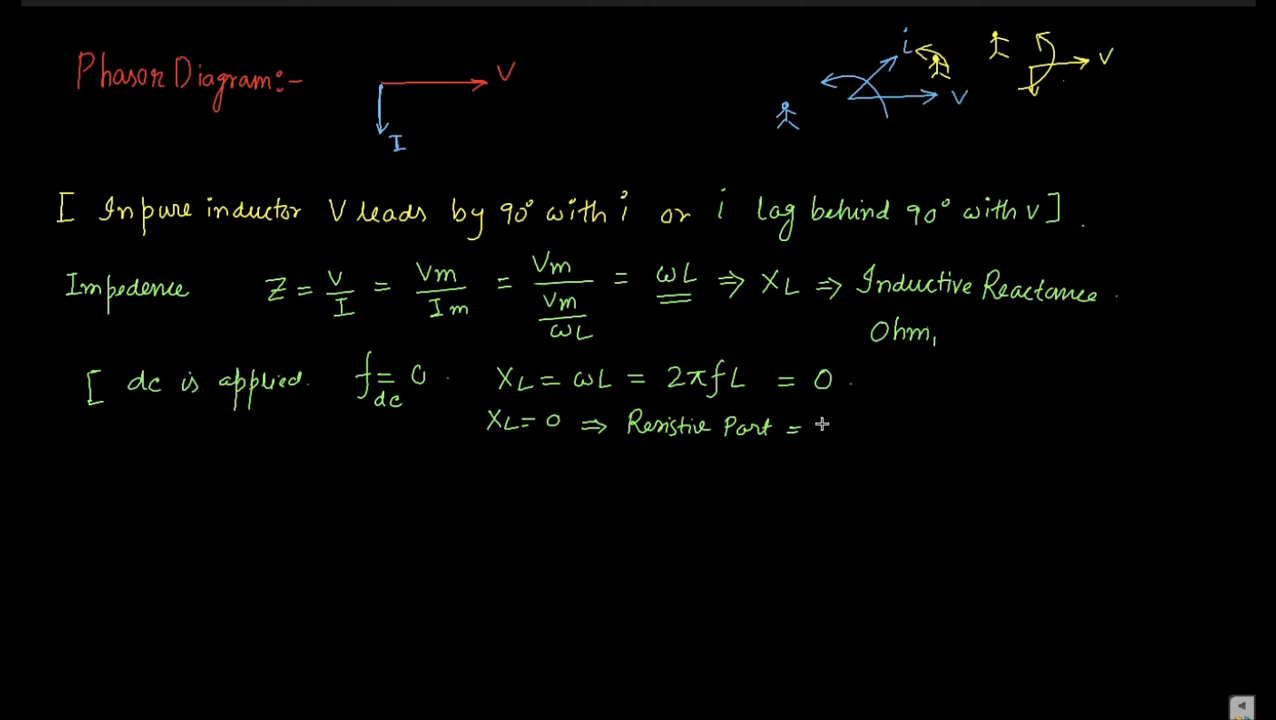 Phasor Diagram:-
V
I
i
V
V
[ In pure inductor V leads by 90° with i or i lag behind 90° with v ] .
Impedence Z = V/I = Vm/Im = Vm/(Vm/ωL) = ωL ⇒ XL ⇒ Inductive Reactance .
Ohm,
[ dc is applied. f = 0 . XL = ωL = 2πfL = 0 .
dc
XL = 0 ⇒ Resistive Part =